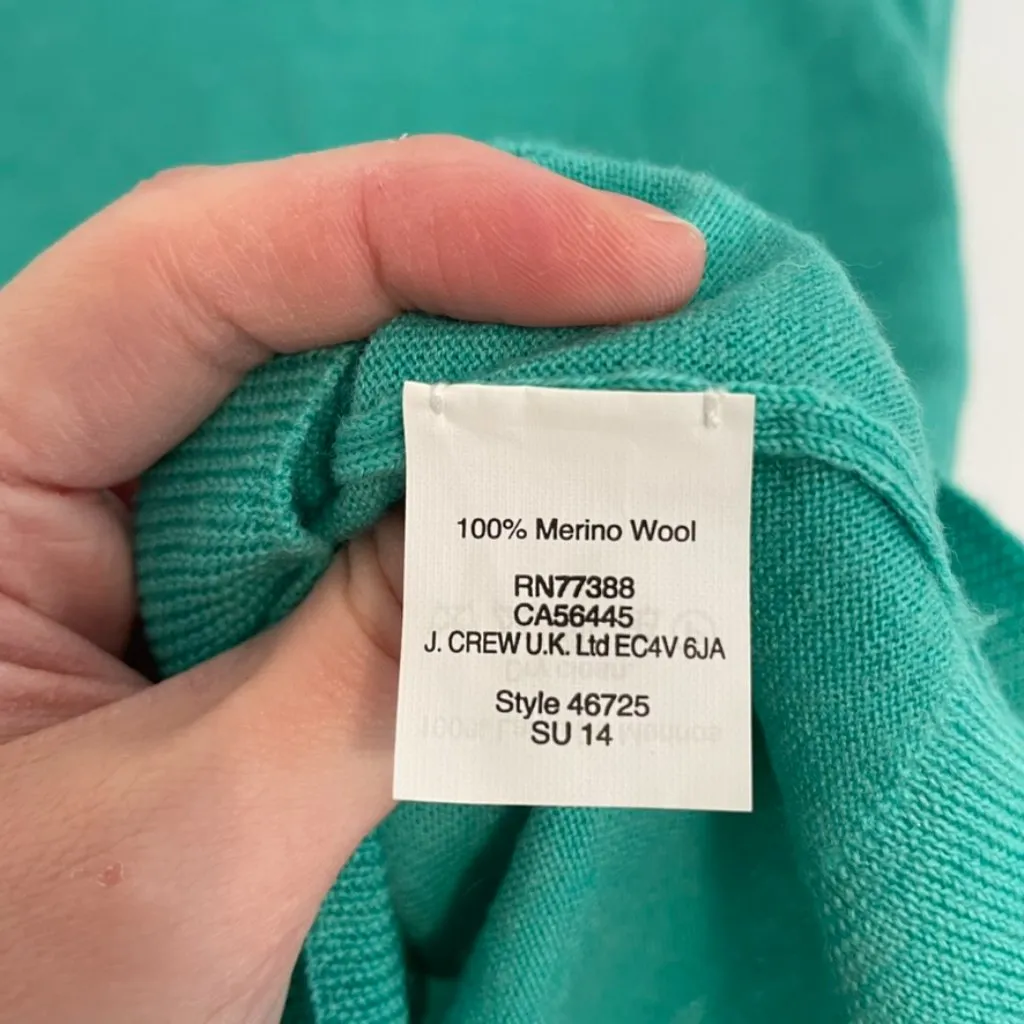 100% Merino Wool
RN77388
CA56445
J. CREW U.K. Ltd EC4V 6JA
Style 46725
SU 14